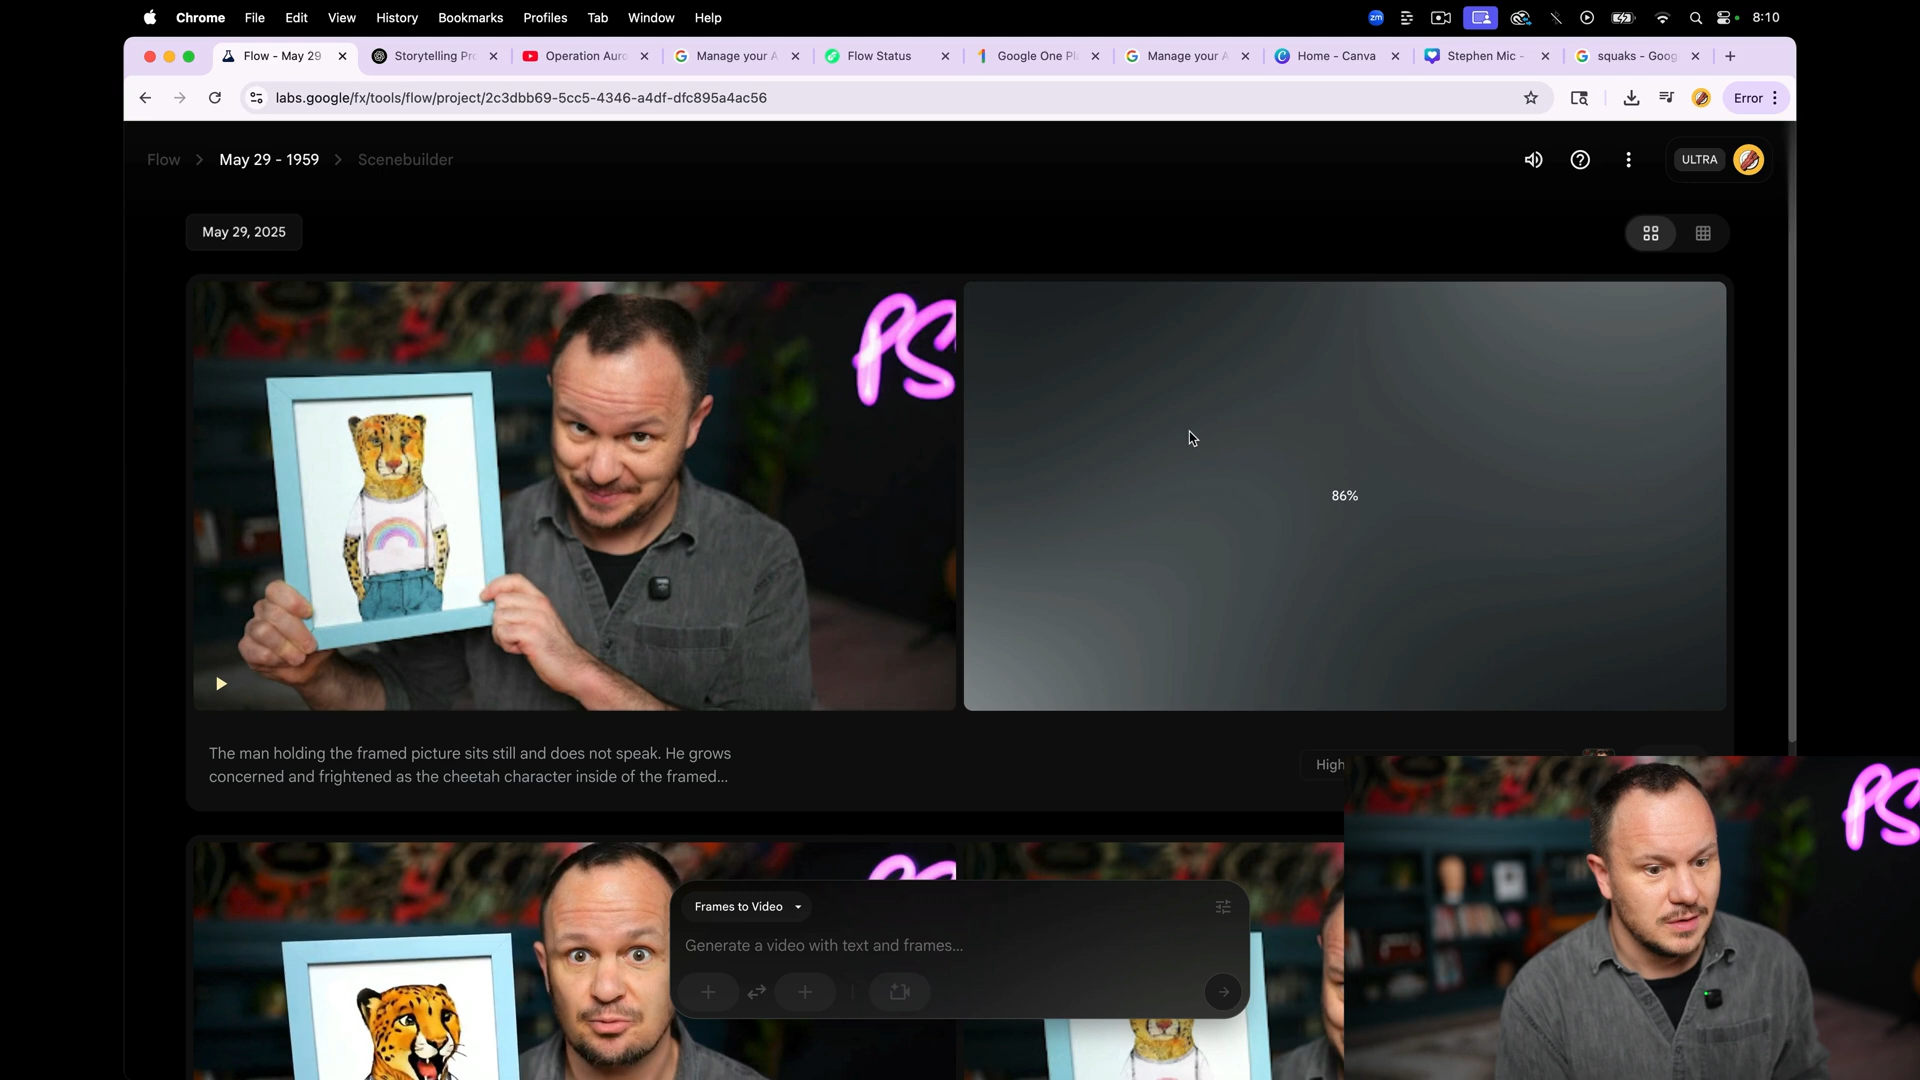 Chrome File Edit View History Bookmarks Profiles Tab Window Help zm 8:10
Flow - May 29 Storytelling Pr Operation Auro Manage your A Flow Status Google One Pl Manage your A Home - Canva Stephen Mic - squaks - Goog
labs.google/fx/tools/flow/project/2c3dbb69-5cc5-4346-a4df-dfc895a4ac56 Error
Flow May 29 - 1959 Scenebuilder ULTRA
May 29, 2025
PS
86%
The man holding the framed picture sits still and does not speak. He grows
concerned and frightened as the cheetah character inside of the framed...
High
PS
Frames to Video
Generate a video with text and frames...